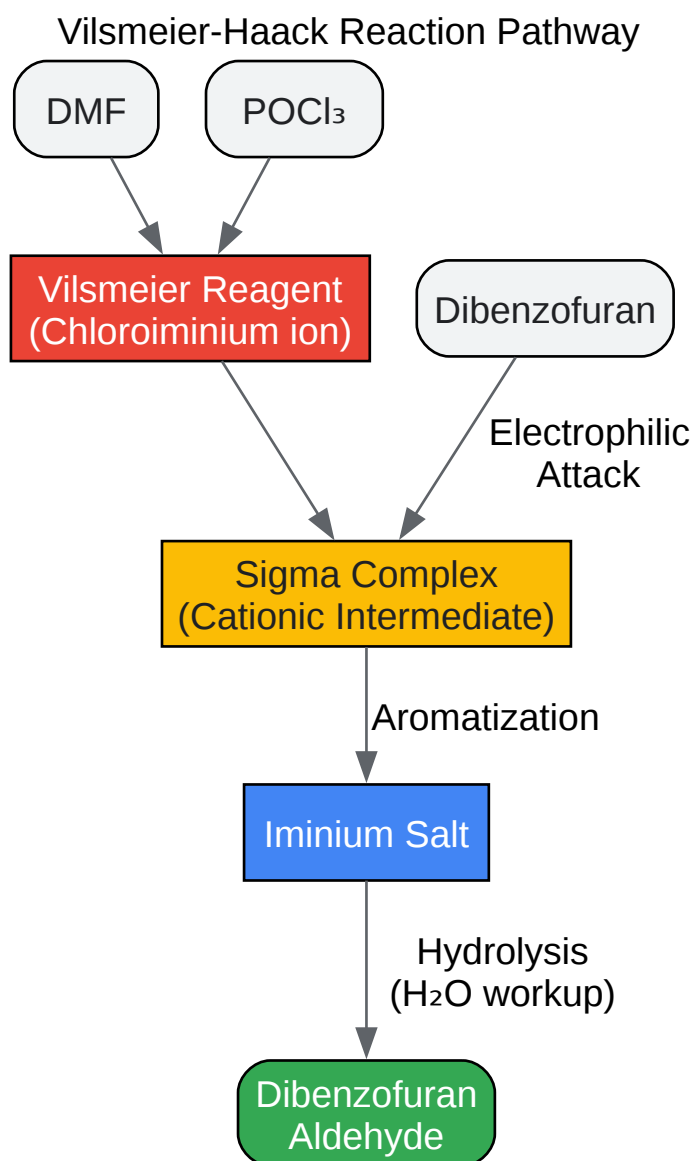 Vilsmeier-Haack Reaction Pathway
DMF
POCl₃
Vilsmeier Reagent
(Chloroiminium ion)
Dibenzofuran
Electrophilic
Attack
Sigma Complex
(Cationic Intermediate)
Aromatization
Iminium Salt
Hydrolysis
(H₂O workup)
Dibenzofuran
Aldehyde